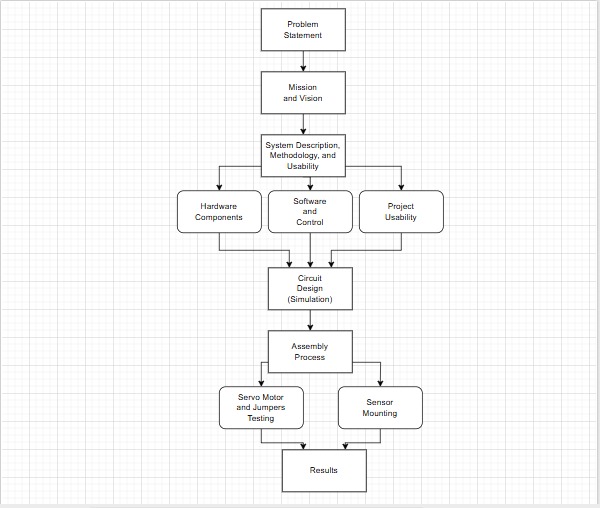 Problem
Statement
Mission
and Vision
System Description,
Methodology, and
Usability
Hardware
Components
Software
and
Control
Project
Usability
Circuit
Design
(Simulation)
Assembly
Process
Servo Motor
and Jumpers
Testing
Sensor
Mounting
Results